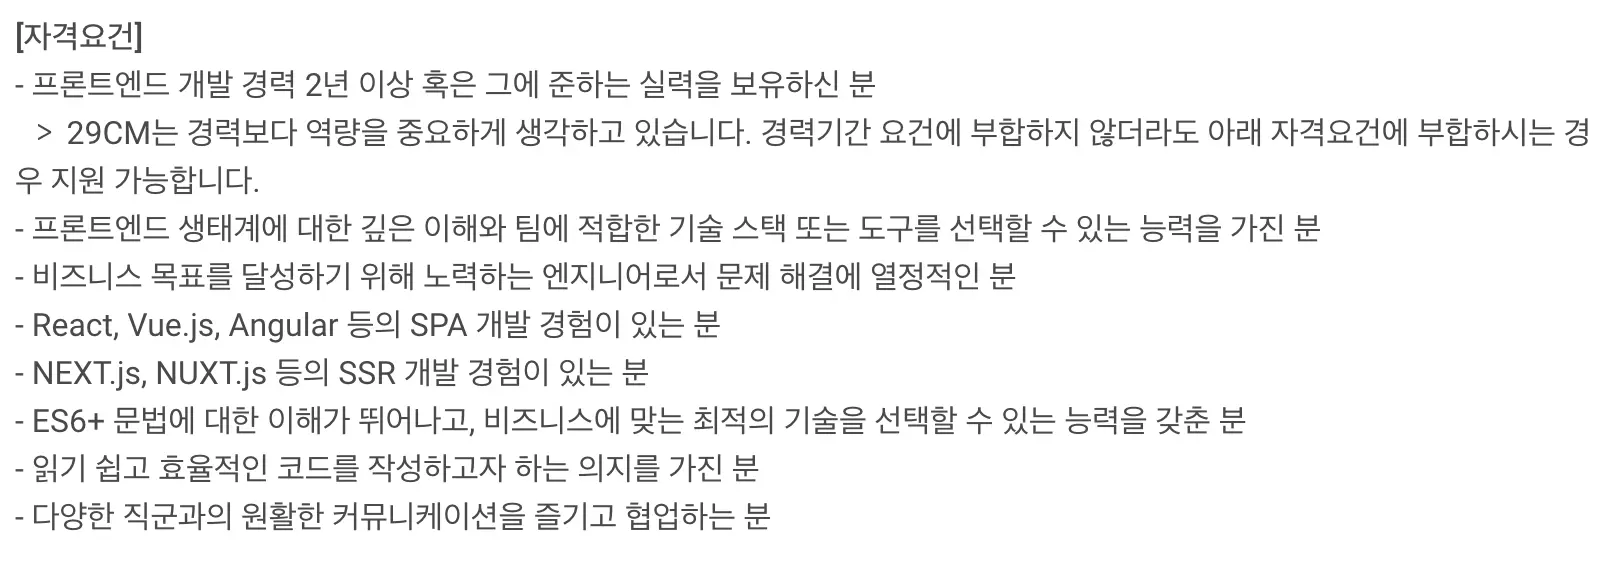 [자격요건]
- 프론트엔드 개발 경력 2년 이상 혹은 그에 준하는 실력을 보유하신 분
> 29CM는 경력보다 역량을 중요하게 생각하고 있습니다. 경력기간 요건에 부합하지 않더라도 아래 자격요건에 부합하시는 경
우 지원 가능합니다.
- 프론트엔드 생태계에 대한 깊은 이해와 팀에 적합한 기술 스택 또는 도구를 선택할 수 있는 능력을 가진 분
- 비즈니스 목표를 달성하기 위해 노력하는 엔지니어로서 문제 해결에 열정적인 분
- React, Vue.js, Angular 등의 SPA 개발 경험이 있는 분
- NEXT.js, NUXT.js 등의 SSR 개발 경험이 있는 분
- ES6+ 문법에 대한 이해가 뛰어나고, 비즈니스에 맞는 최적의 기술을 선택할 수 있는 능력을 갖춘 분
- 읽기 쉽고 효율적인 코드를 작성하고자 하는 의지를 가진 분
- 다양한 직군과의 원활한 커뮤니케이션을 즐기고 협업하는 분